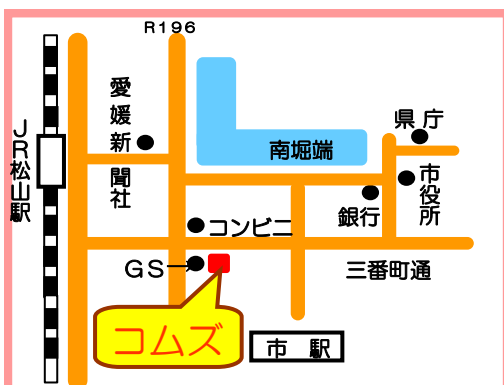 R196
愛媛新聞社
県庁
南堀端
JR松山駅
市役所
銀行
コンビニ
GS
三番町通
コムズ
市駅